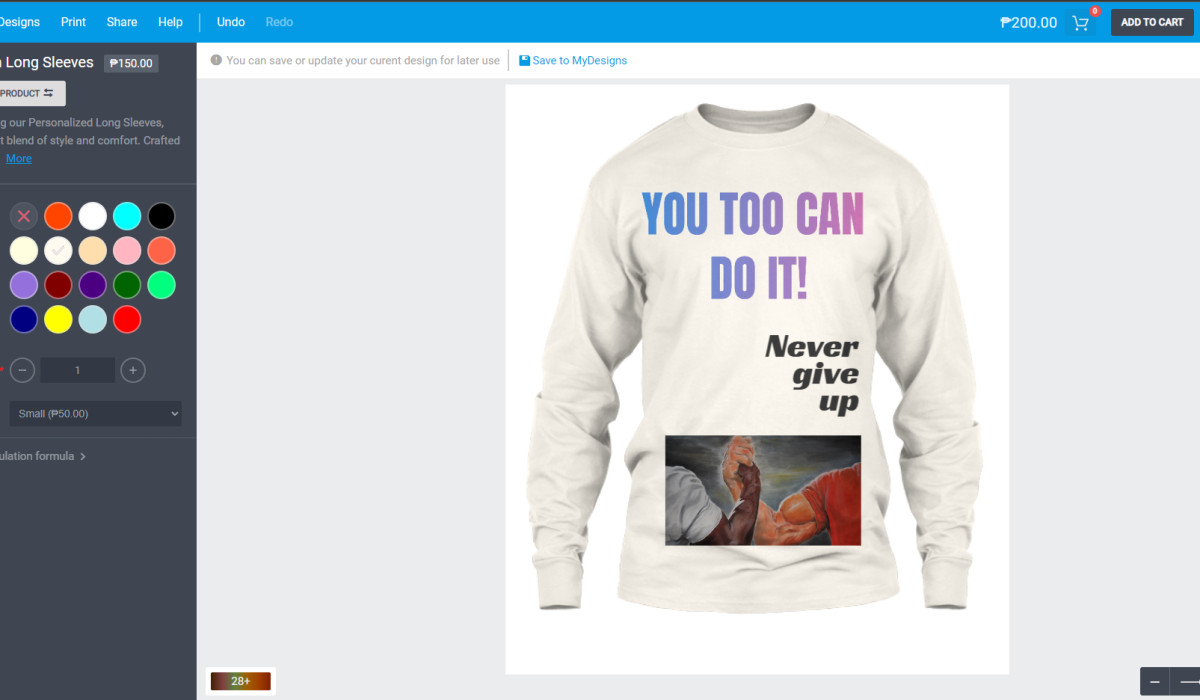 Designs Print Share Help Undo Redo ₱200.00 0 ADD TO CART
Long Sleeves ₱150.00
You can save or update your curent design for later use Save to MyDesigns
PRODUCT
g our Personalized Long Sleeves,
t blend of style and comfort. Crafted
More
1
Small (₱50.00)
ulation formula
YOU TOO CAN
DO IT!
Never
give
up
28+